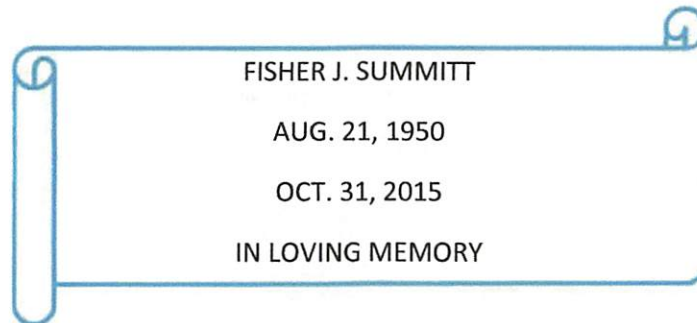 FISHER J. SUMMITT
AUG. 21, 1950
OCT. 31, 2015
IN LOVING MEMORY